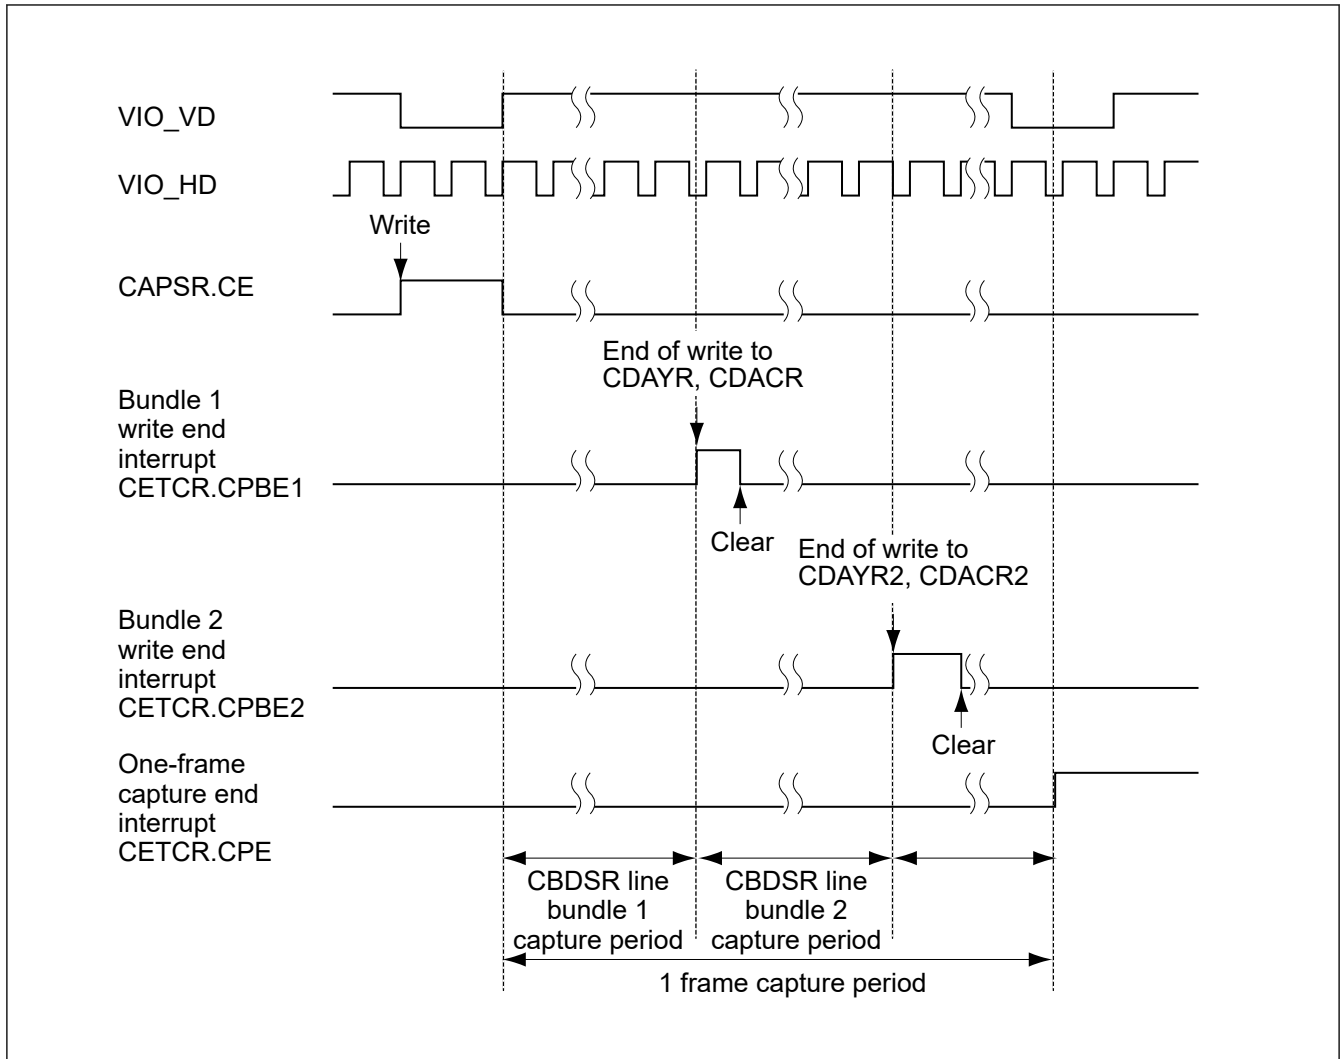 VIO_VD
VIO_HD
Write
CAPSR.CE
End of write to
CDAYR, CDACR
Bundle 1
write end
interrupt
CETCR.CPBE1
Clear
End of write to
CDAYR2, CDACR2
Bundle 2
write end
interrupt
CETCR.CPBE2
Clear
One-frame
capture end
interrupt
CETCR.CPE
CBDSR line
bundle 1
capture period
CBDSR line
bundle 2
capture period
1 frame capture period